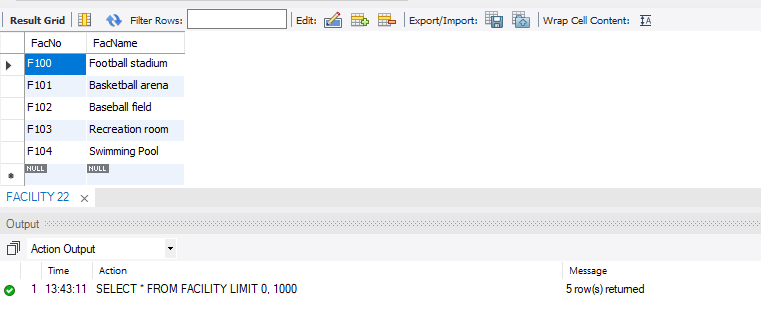 Result Grid Filter Rows: Edit: Export/Import: Wrap Cell Content: IA
FacNo FacName
F100 Football stadium
F101 Basketball arena
F102 Baseball field
F103 Recreation room
F104 Swimming Pool
NULL NULL
FACILITY 22 ×
Output
Action Output
Time Action Message
1 13:43:11 SELECT * FROM FACILITY LIMIT 0, 1000 5 row(s) returned